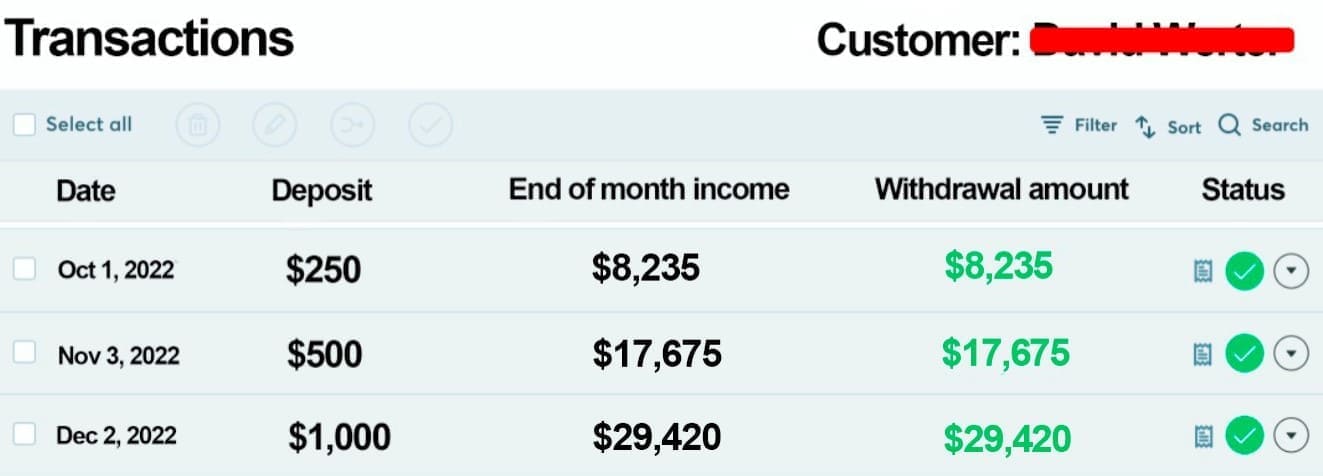 Transactions
Customer:
Select all
Filter Sort Search
Date Deposit End of month income Withdrawal amount Status
Oct 1, 2022 $250 $8,235 $8,235
Nov 3, 2022 $500 $17,675 $17,675
Dec 2, 2022 $1,000 $29,420 $29,420